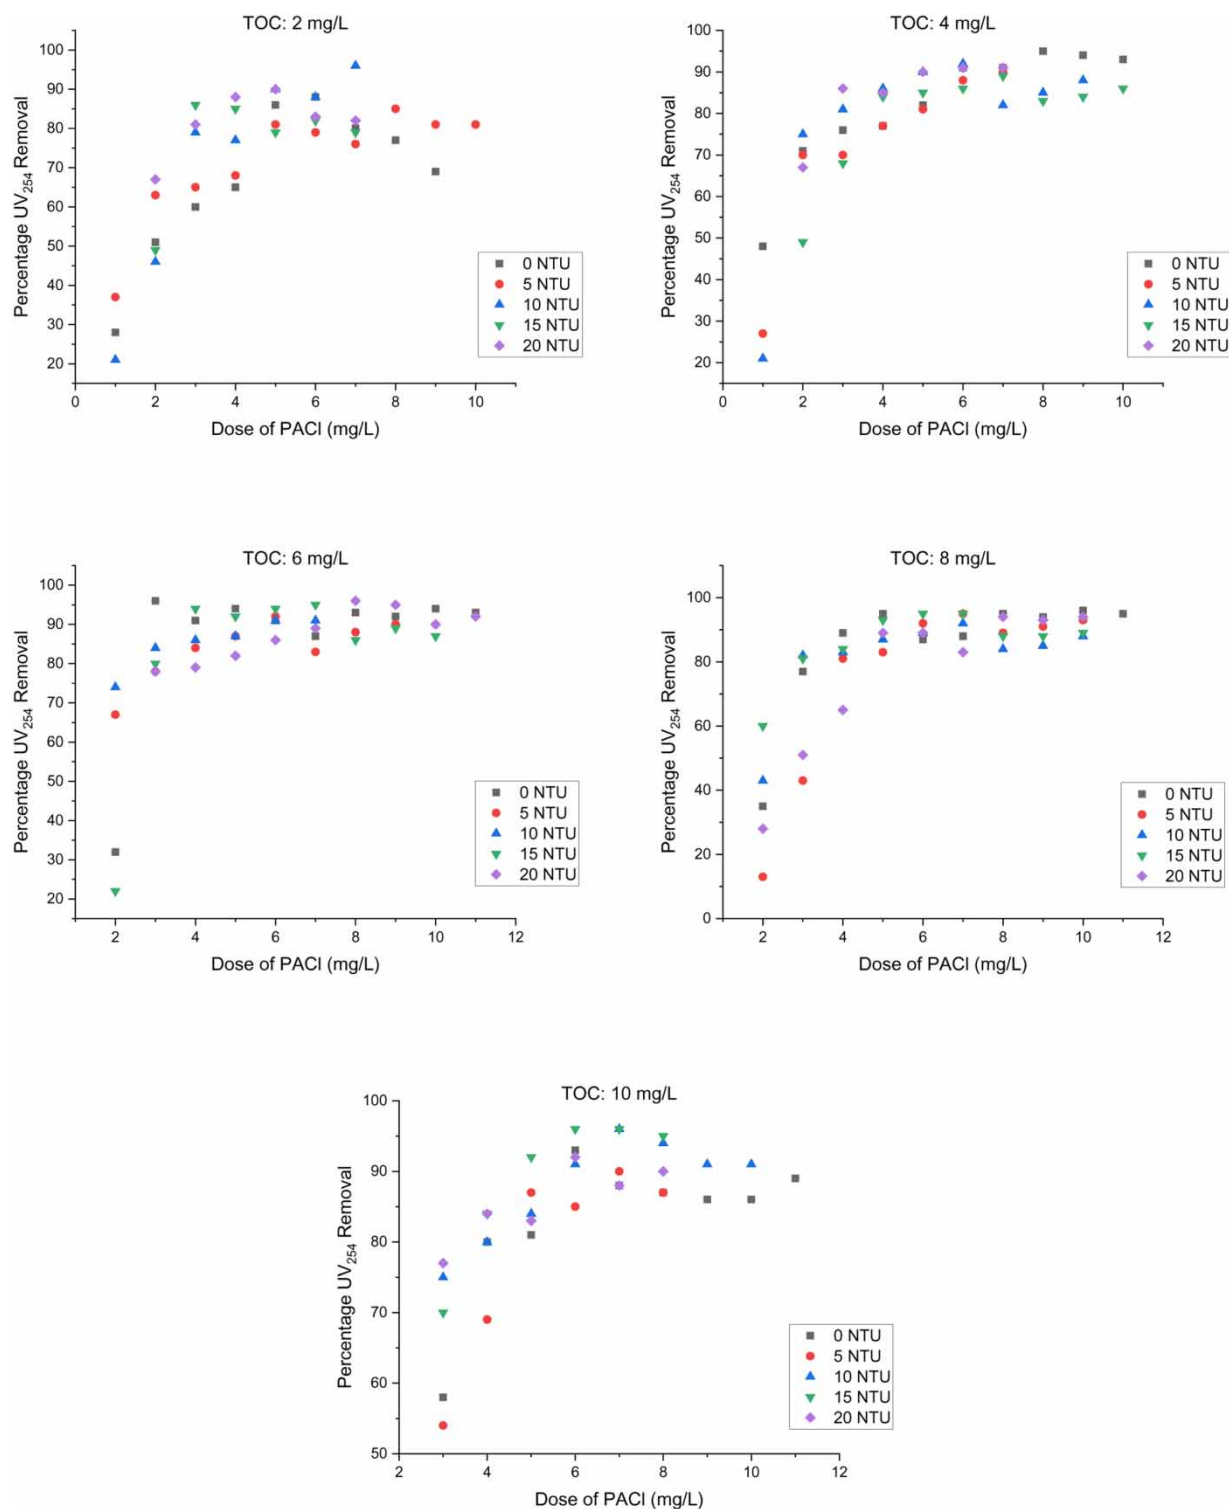 TOC: 2 mg/L
Percentage UV254 Removal
100
90
80
70
60
50
40
30
20
0 2 4 6 8 10
Dose of PACl (mg/L)
0 NTU
5 NTU
10 NTU
15 NTU
20 NTU
TOC: 4 mg/L
Percentage UV254 Removal
100
90
80
70
60
50
40
30
20
0 2 4 6 8 10
Dose of PACl (mg/L)
0 NTU
5 NTU
10 NTU
15 NTU
20 NTU
TOC: 6 mg/L
Percentage UV254 Removal
100
90
80
70
60
50
40
30
20
2 4 6 8 10 12
Dose of PACl (mg/L)
0 NTU
5 NTU
10 NTU
15 NTU
20 NTU
TOC: 8 mg/L
Percentage UV254 Removal
100
80
60
40
20
0
2 4 6 8 10 12
Dose of PACl (mg/L)
0 NTU
5 NTU
10 NTU
15 NTU
20 NTU
TOC: 10 mg/L
Percentage UV254 Removal
100
90
80
70
60
50
2 4 6 8 10 12
Dose of PACl (mg/L)
0 NTU
5 NTU
10 NTU
15 NTU
20 NTU